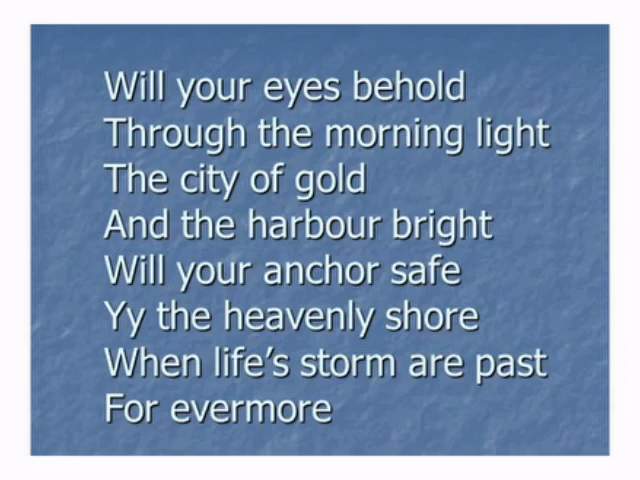 Will your eyes behold
Through the morning light
The city of gold
And the harbour bright
Will your anchor safe
Yy the heavenly shore
When life’s storm are past
For evermore